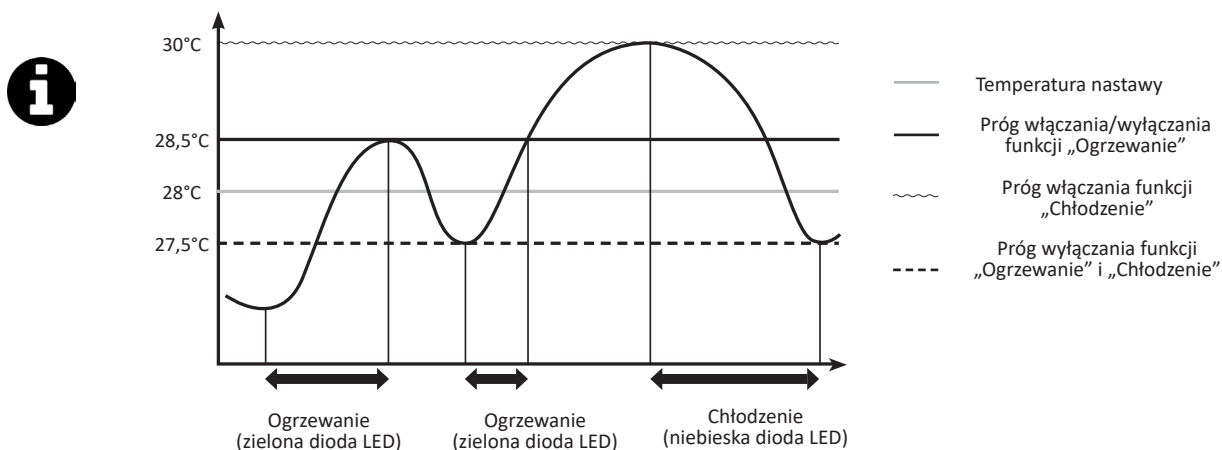 30°C
28,5°C
28°C
27,5°C
Temperatura nastawy
Próg włączania/wyłączania
funkcji „Ogrzewanie”
Próg włączania funkcji
„Chłodzenie”
Próg wyłączania funkcji
„Ogrzewanie” i „Chłodzenie”
Ogrzewanie
(zielona dioda LED)
Ogrzewanie
(zielona dioda LED)
Chłodzenie
(niebieska dioda LED)